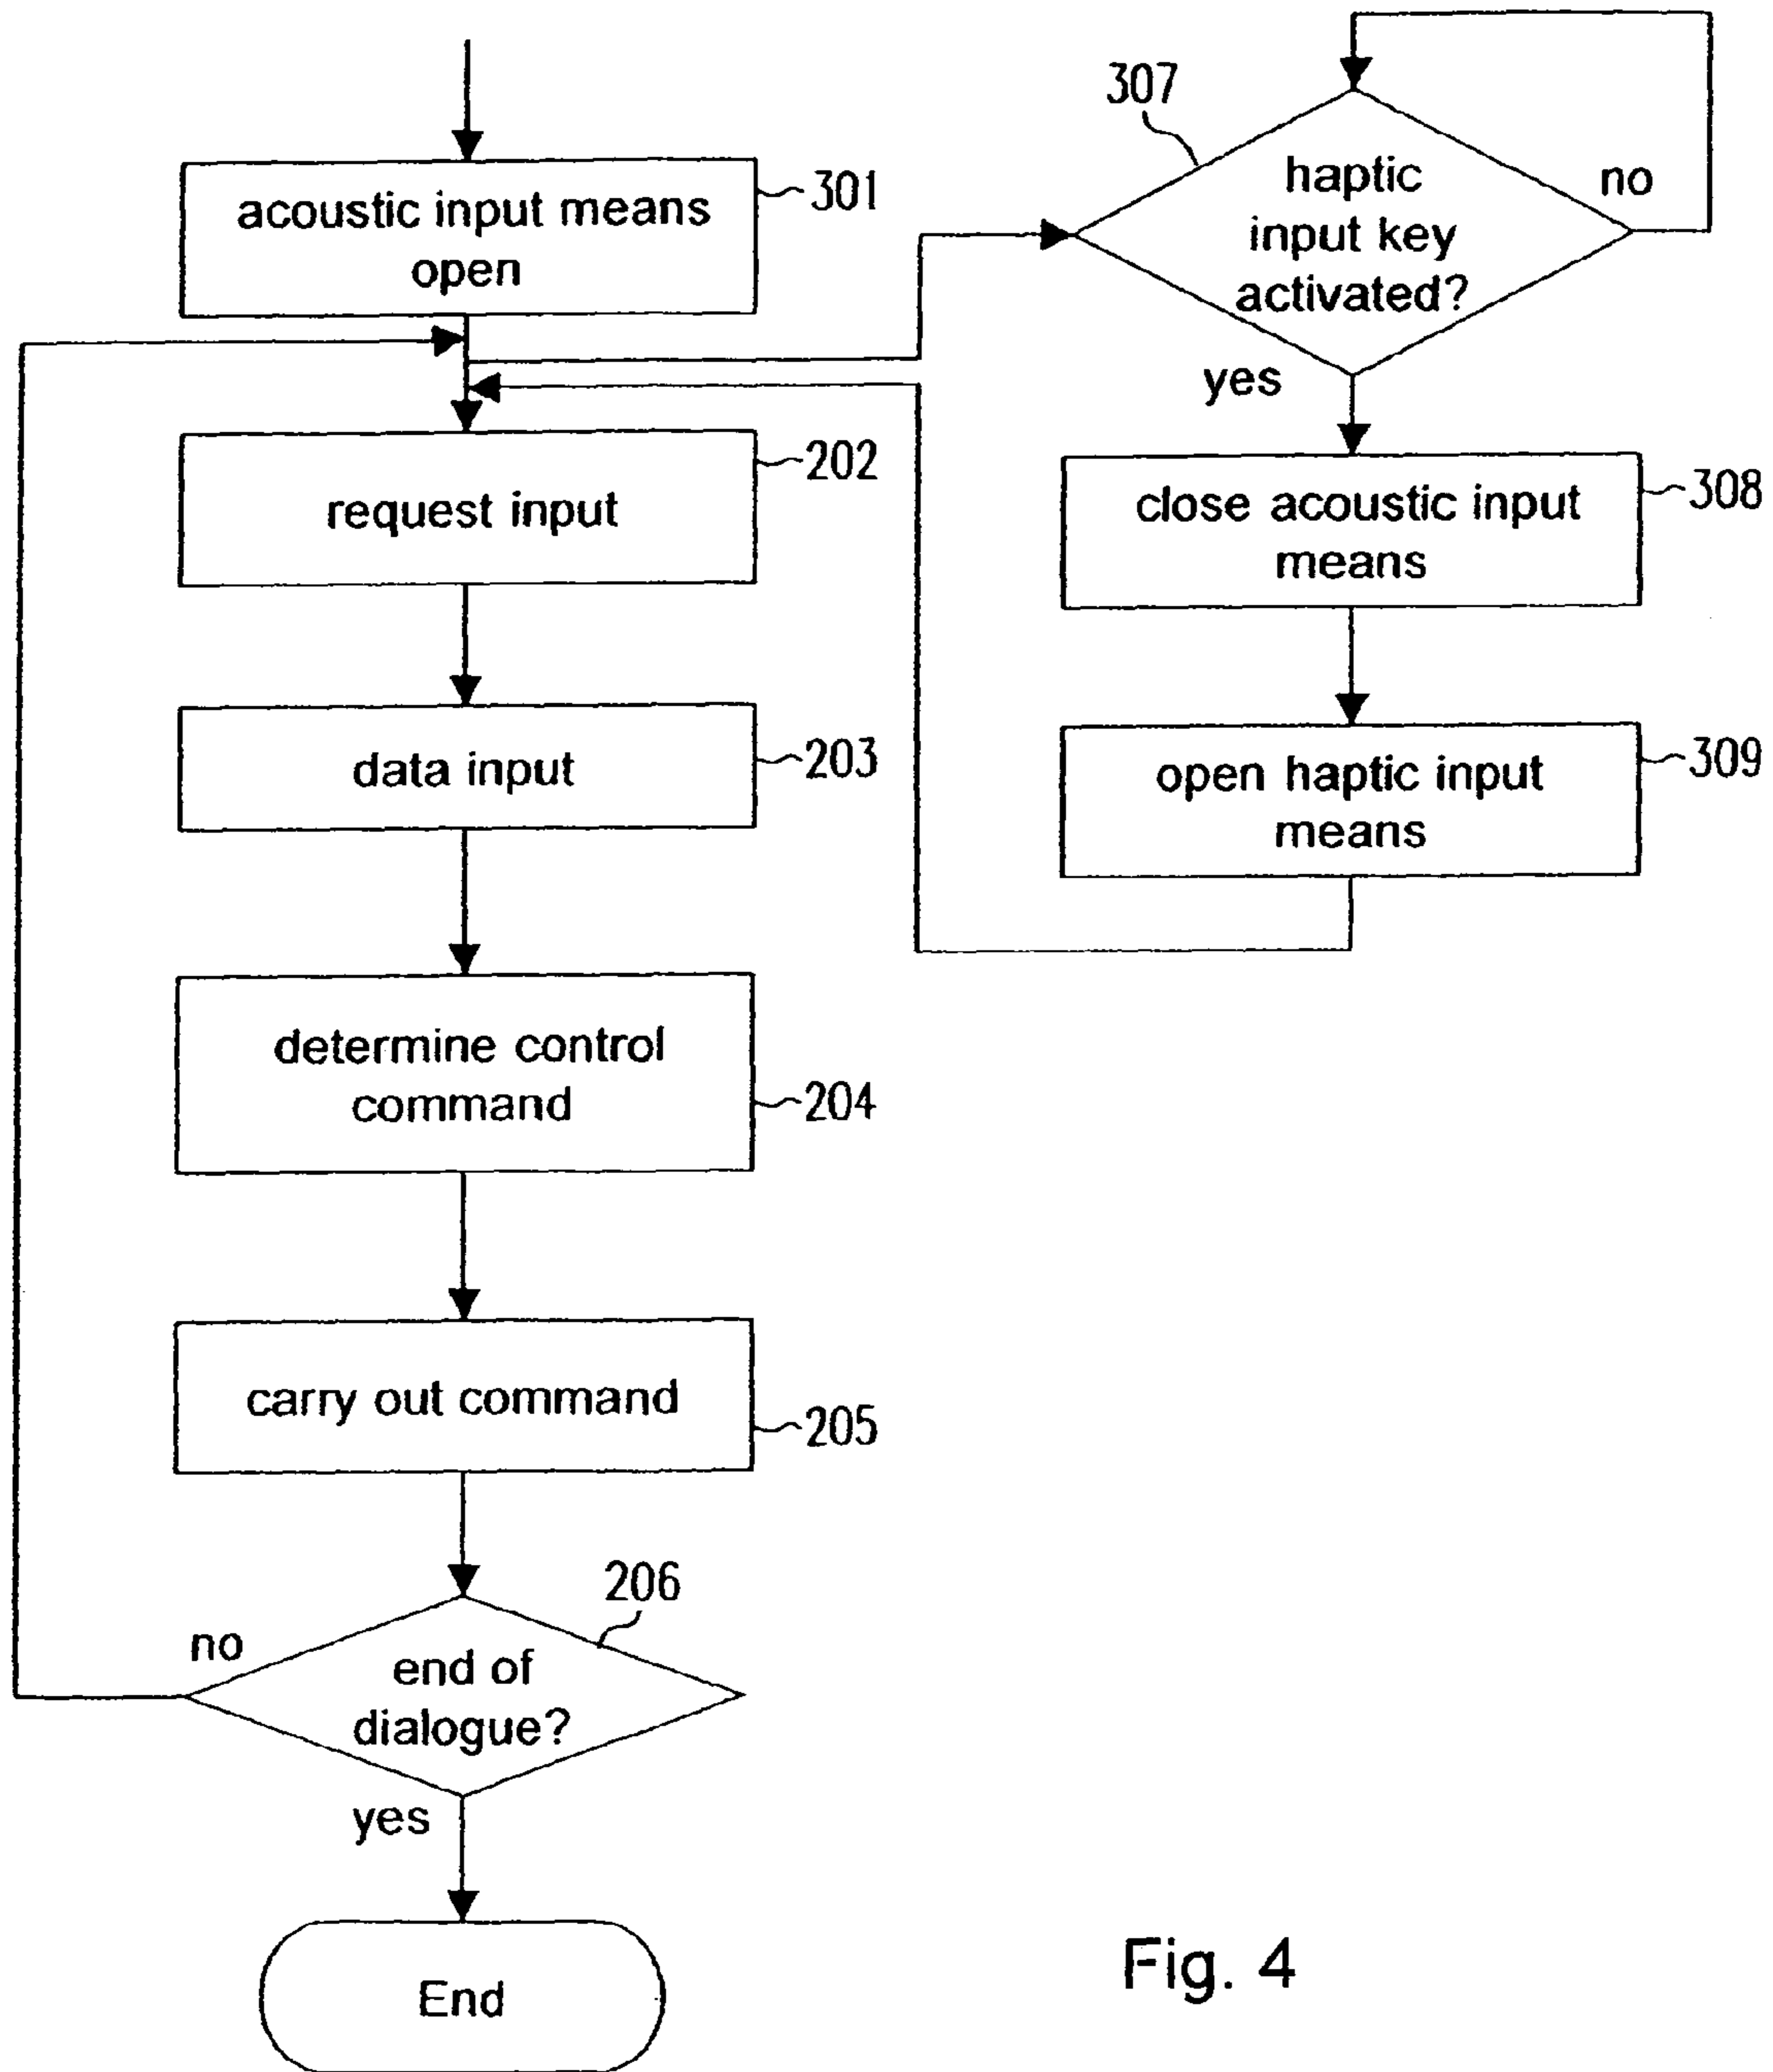 acoustic input means
open
301
request input
202
data input
203
determine control
command
204
carry out command
205
206
end of
dialogue?
no
yes
End
307
haptic
input key
activated?
no
yes
close acoustic input
means
308
open haptic input
means
309
Fig. 4